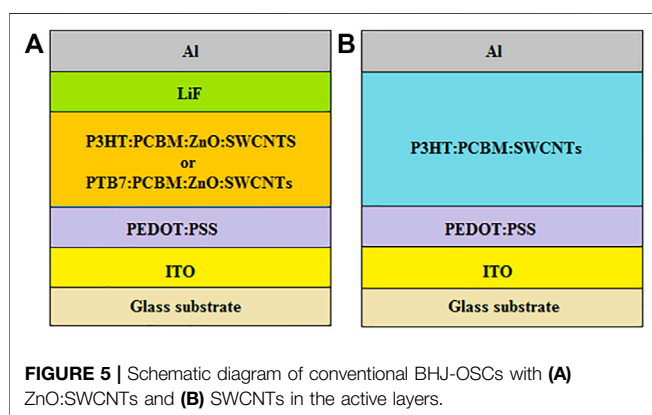 A
Al
LiF
P3HT:PCBM:ZnO:SWCNTS
or
PTB7:PCBM:ZnO:SWCNTs
PEDOT:PSS
ITO
Glass substrate
B
Al
P3HT:PCBM:SWCNTs
PEDOT:PSS
ITO
Glass substrate
FIGURE 5 | Schematic diagram of conventional BHJ-OSCs with (A)
ZnO:SWCNTs and (B) SWCNTs in the active layers.